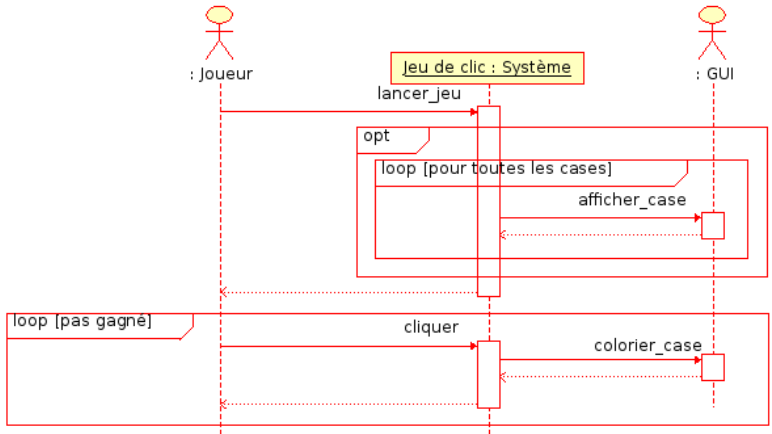 : Joueur
Jeu de clic : Système
: GUI
lancer_jeu
opt
loop [pour toutes les cases]
afficher_case
loop [pas gagné]
cliquer
colorier_case